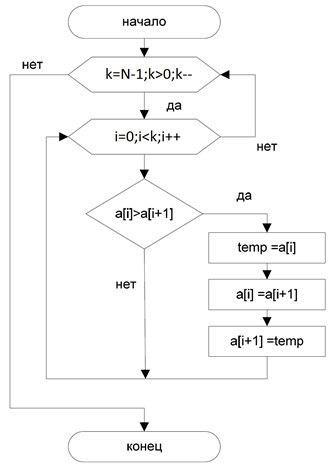 начало
нет
k=N-1;k>0;k--
да
i=0;i<k;i++
нет
a[i]>a[i+1]
да
temp =a[i]
нет
a[i] =a[i+1]
a[i+1] =temp
конец